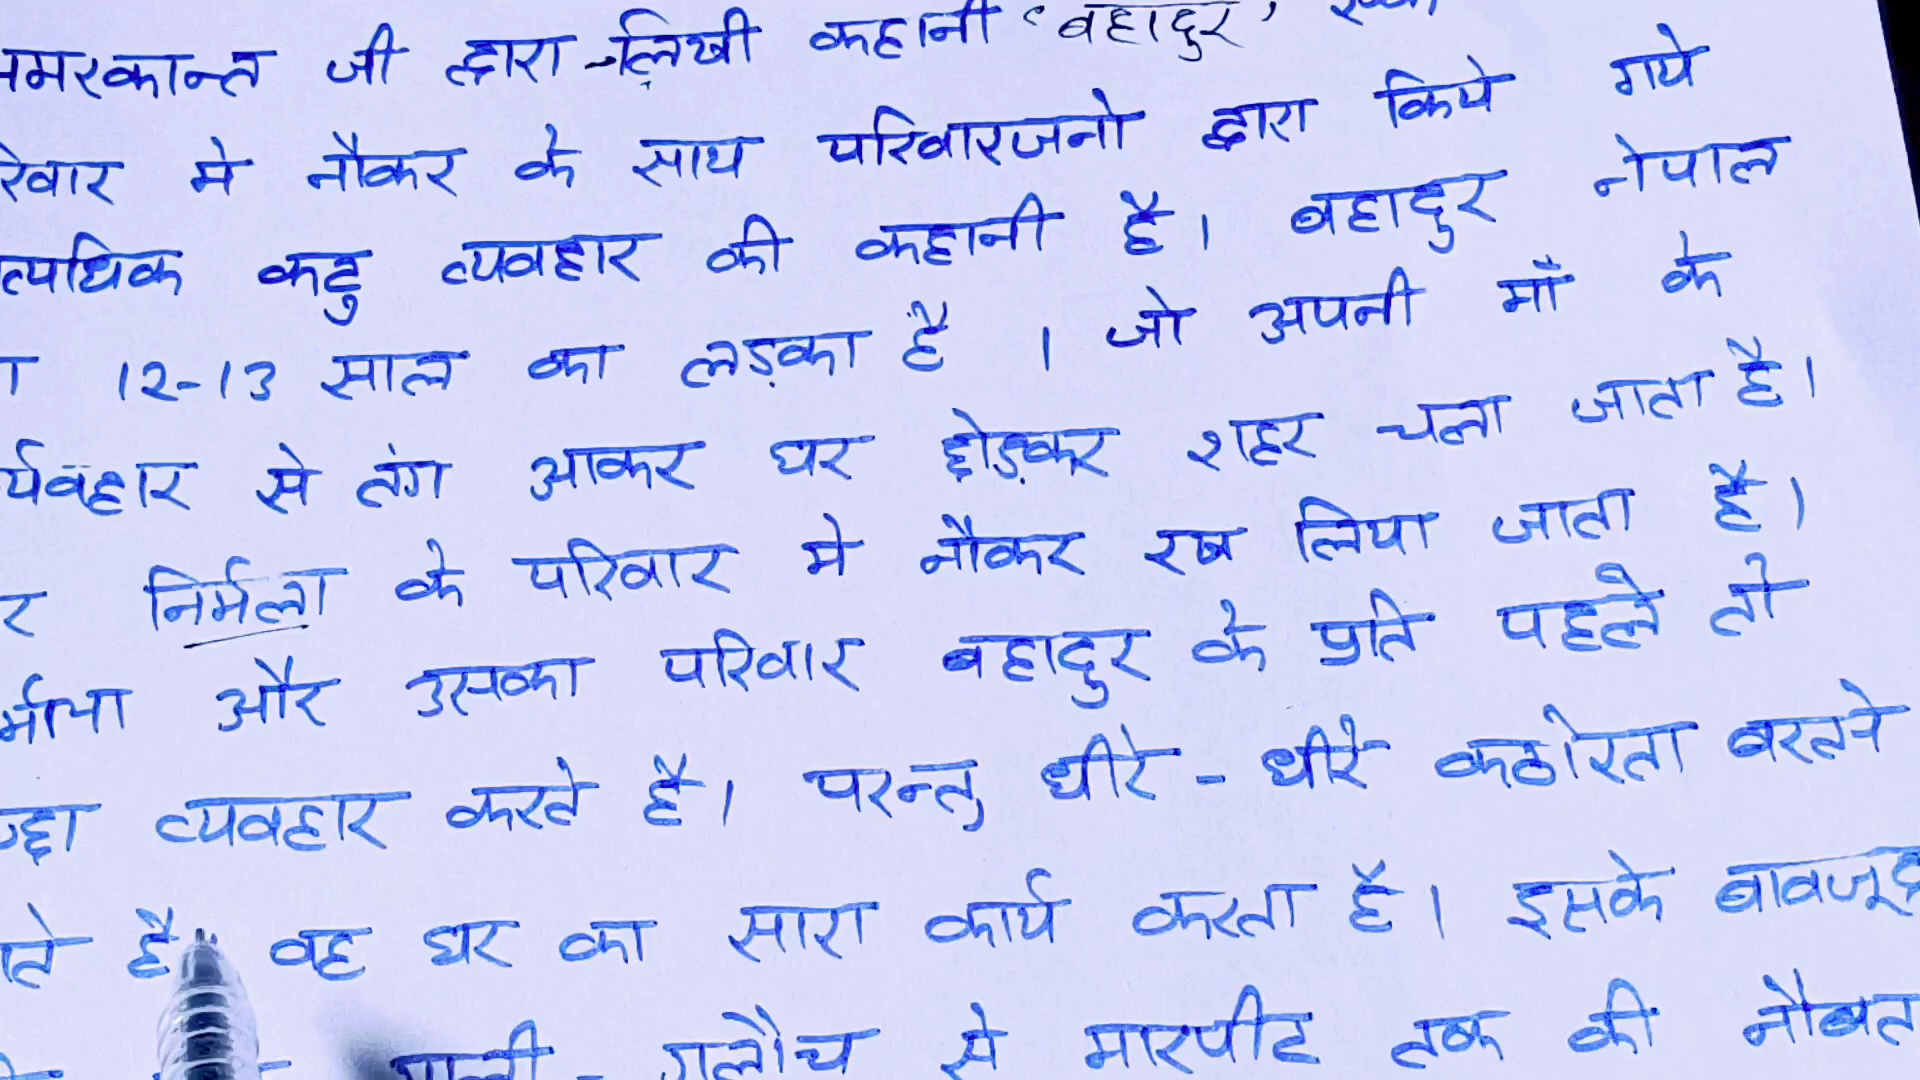 अमरकान्त जी द्वारा लिखी कहानी 'बहादुर'
मे नौकर के साथ परिवारजनो द्वारा किये गये
कटु व्यवहार की कहानी है। बहादुर नेपाल
12-13 साल का लड़का है । जो अपनी माँ के
व्यवहार से तंग आकर घर छोड़कर शहर चला जाता है।
निर्मला के परिवार मे नौकर रख लिया जाता है।
और उसका परिवार बहादुर के प्रति पहले तो
व्यवहार करते है। परन्तु धीरे - धीरे कठोरता बरतने
है वह घर का सारा कार्य करता है। इसके बावजूद
गाली - गलौच से मारपीट तक की नौबत